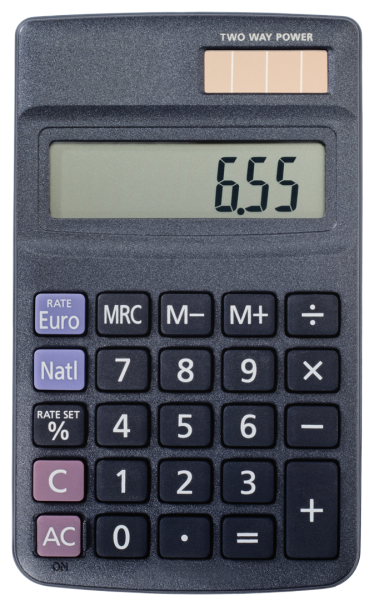 TWO WAY POWER
6.55
RATE
Euro MRC M− M+ ÷
Natl 7 8 9 ×
RATE SET
% 4 5 6 −
C 1 2 3
+
AC 0 . =
ON